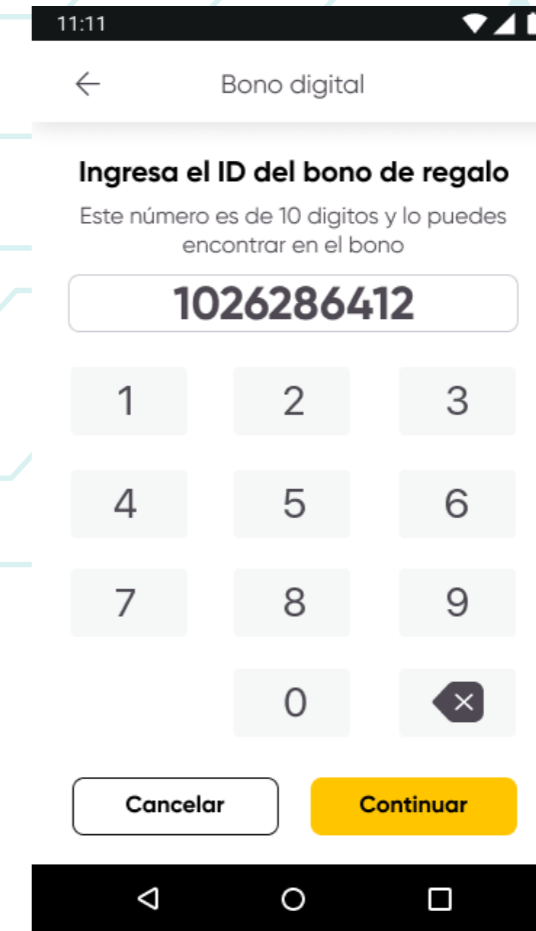 11:11
Bono digital
Ingresa el ID del bono de regalo
Este número es de 10 digitos y lo puedes
encontrar en el bono
1026286412
1 2 3
4 5 6
7 8 9
0
Cancelar Continuar